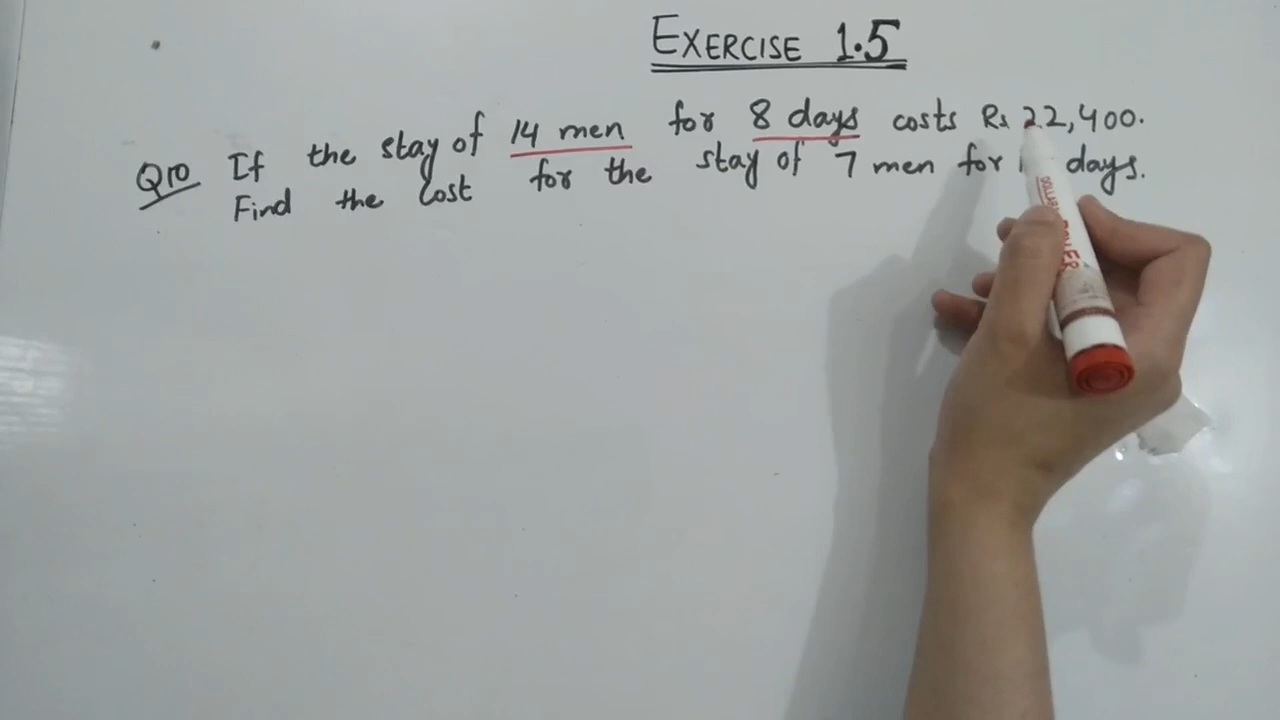 EXERCISE 1.5
Q10 If the stay of 14 men for 8 days costs Rs 22,400.
Find the cost for the stay of 7 men for days.